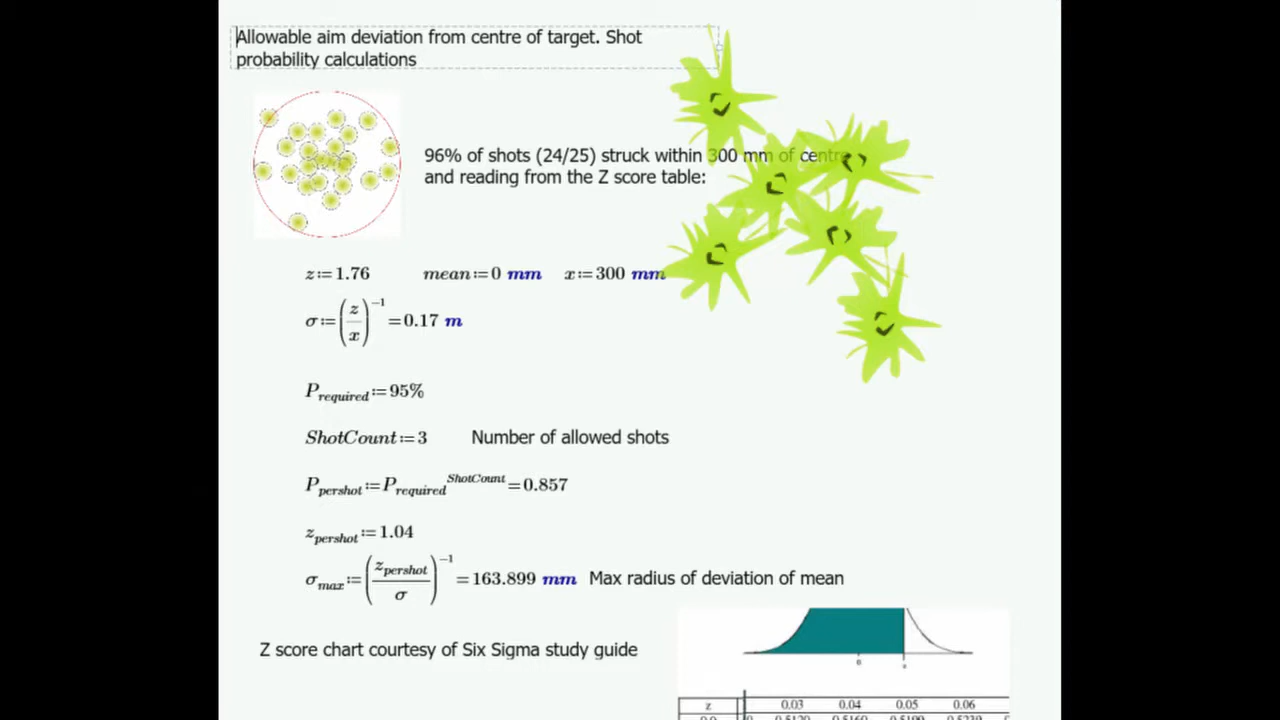 Allowable aim deviation from centre of target. Shot
probability calculations
96% of shots (24/25) struck within 300 mm of centre
and reading from the Z score table:
z:=1.76 mean:=0 mm x:=300 mm
σ:=(z/x)^-1=0.17 m
P_required:=95%
ShotCount:=3 Number of allowed shots
P_pershot:=P_required^ShotCount=0.857
z_pershot:=1.04
σ_max:=(z_pershot/σ)^-1=163.899 mm Max radius of deviation of mean
Z score chart courtesy of Six Sigma study guide
0 z
z 0.03 0.04 0.05 0.06